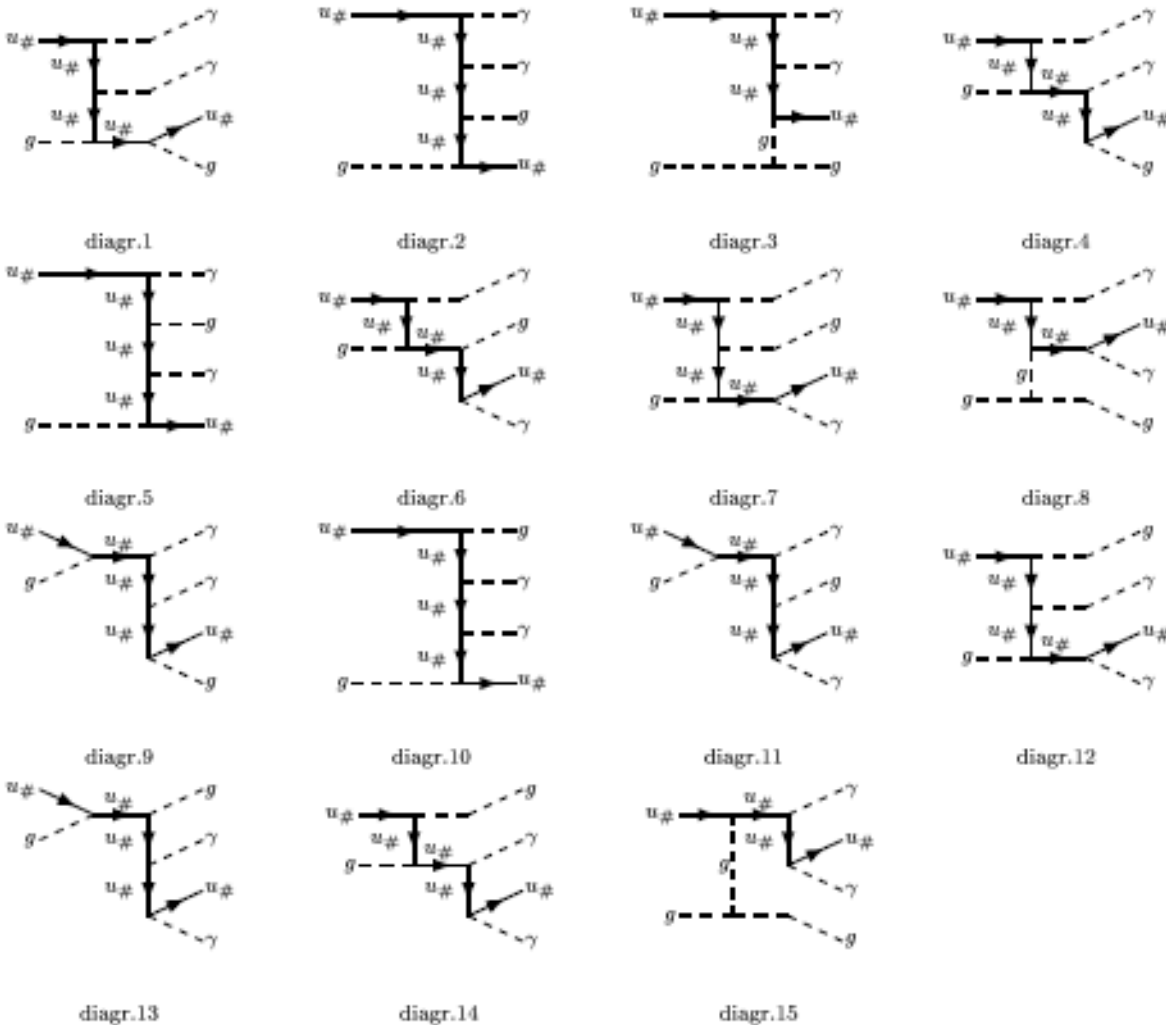 γ
u#
u# γ
u# u# u#
g
g
diagr.1
u# γ
u#
γ
u#
g
u#
g u#
diagr.2
u# γ
u#
γ
u#
u#
g
g g
diagr.3
γ
u#
u# γ
u#
g
u# u#
g
diagr.4
u# γ
u#
g
u#
γ
u#
g u#
diagr.5
γ
u#
u# g
u#
g
u# u#
γ
diagr.6
γ
u#
u# g
u# u# u#
g
γ
diagr.7
γ
u#
u# u#
g γ
g
g
diagr.8
u# γ
u#
g u#
γ
u# u#
g
diagr.9
u# g
u#
γ
u#
γ
u#
g u#
diagr.10
u# γ
u#
g u# g
u# u#
γ
diagr.11
g
u#
u# γ
u# u# u#
g
γ
diagr.12
u# g
u#
g u# γ
u# u#
γ
diagr.13
g
u#
u# γ
u#
g
u# u#
γ
diagr.14
γ
u#
u#
u# u#
g
γ
g
g
diagr.15